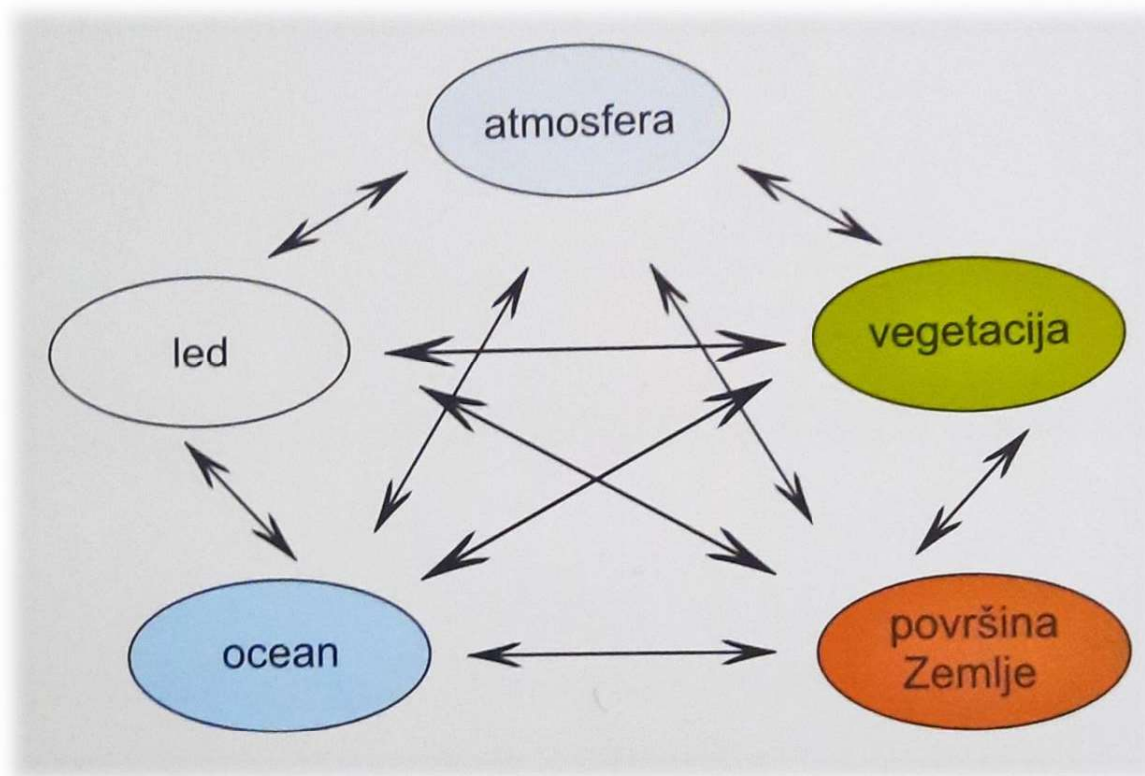 atmosfera
led
vegetacija
ocean
površina
Zemlje